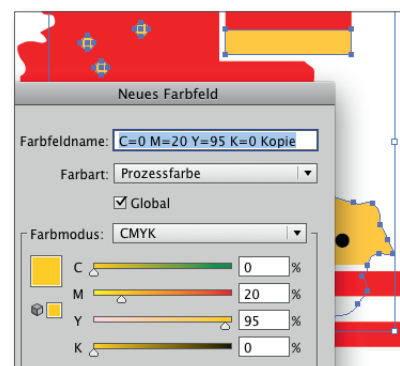 Neues Farbfeld
Farbfeldname: C=0 M=20 Y=95 K=0 Kopie
Farbart: Prozessfarbe
Global
Farbmodus: CMYK
C 0 %
M 20 %
Y 95 %
K 0 %